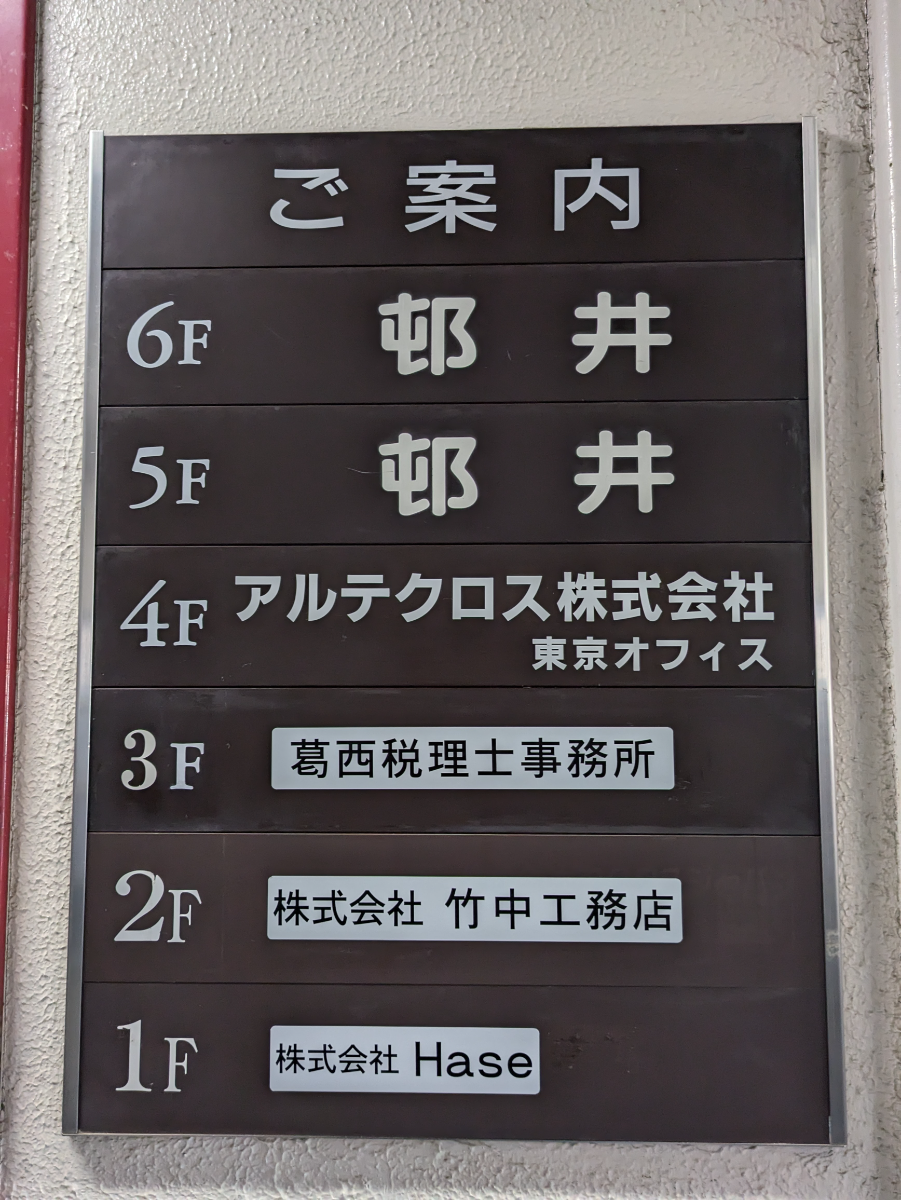 ご案内
6F 邨井
5F 邨井
4F アルテクロス株式会社
東京オフィス
3F 葛西税理士事務所
2F 株式会社 竹中工務店
1F 株式会社 Hase